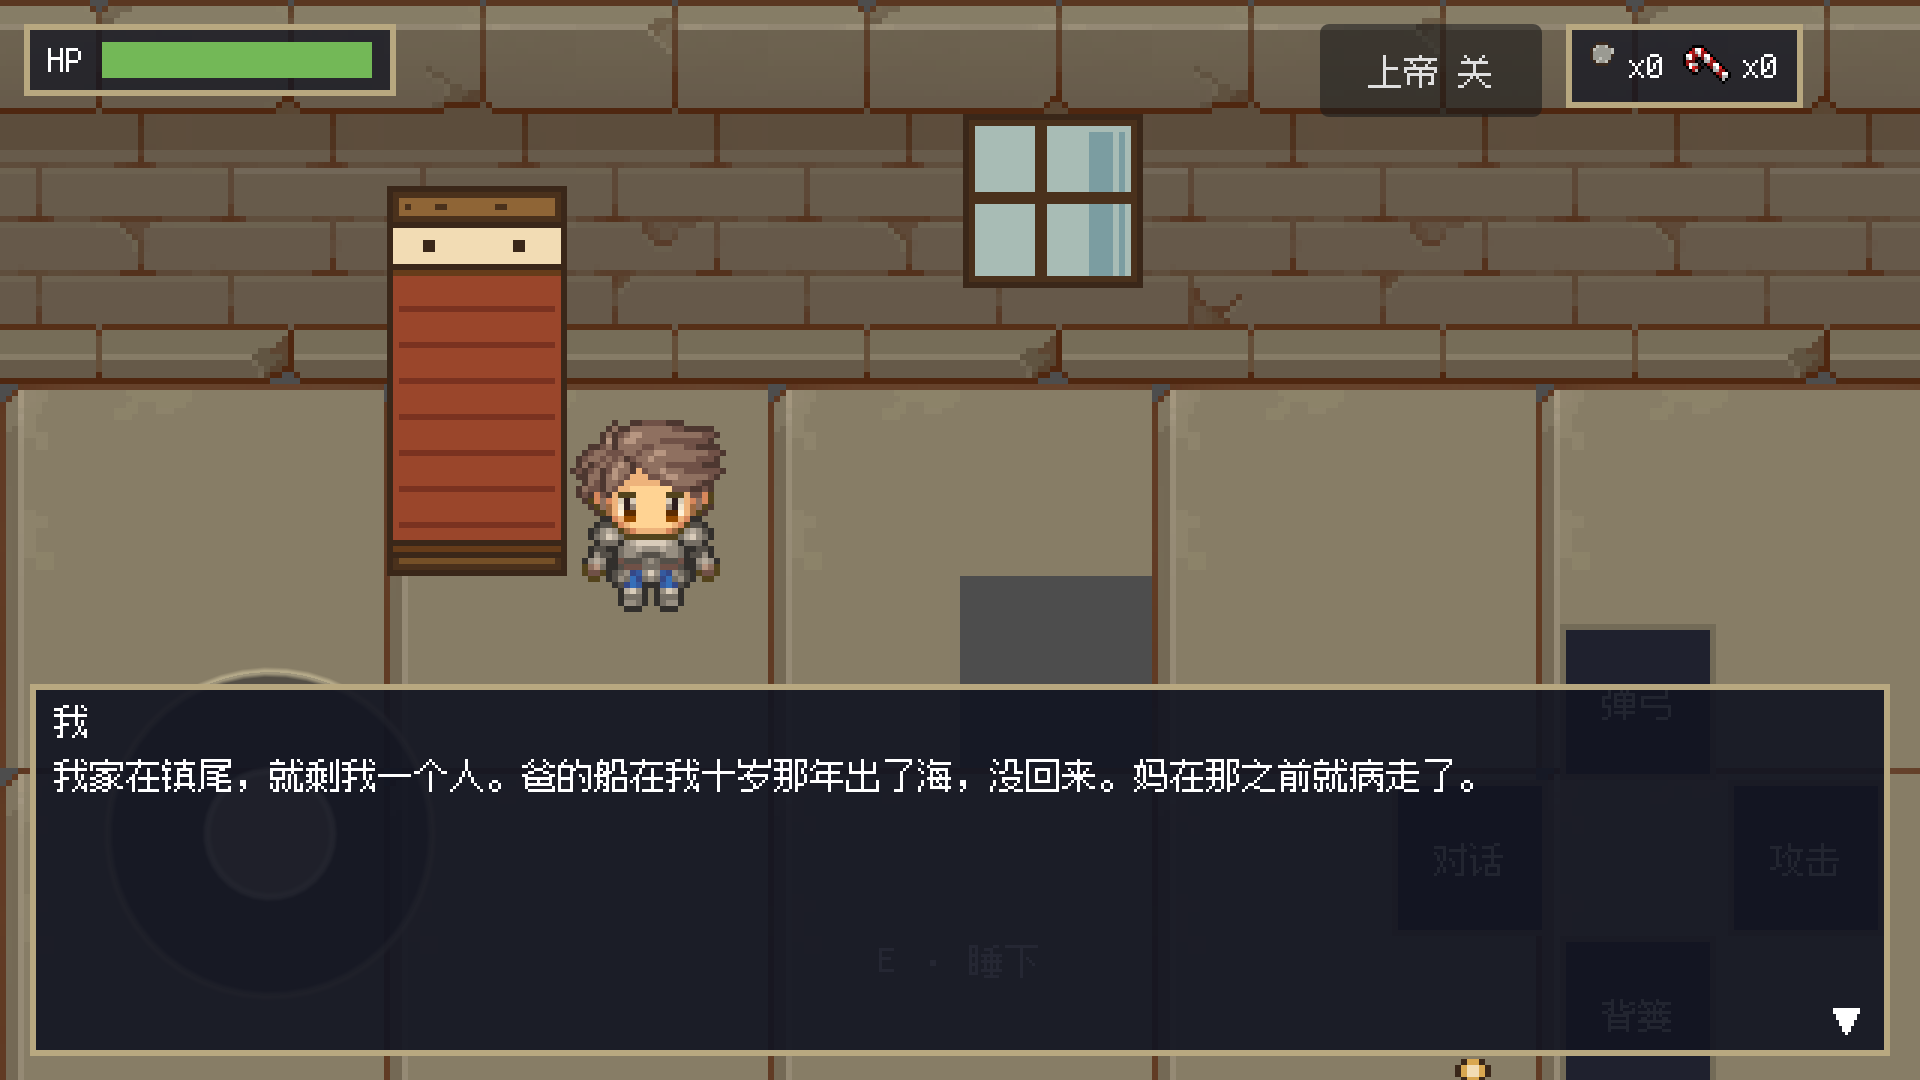 HP
上帝 关
x0 x0
弹弓
我
我家在镇尾，就剩我一个人。爸的船在我十岁那年出了海，没回来。妈在那之前就病走了。
对话 攻击
E · 睡下
背篓